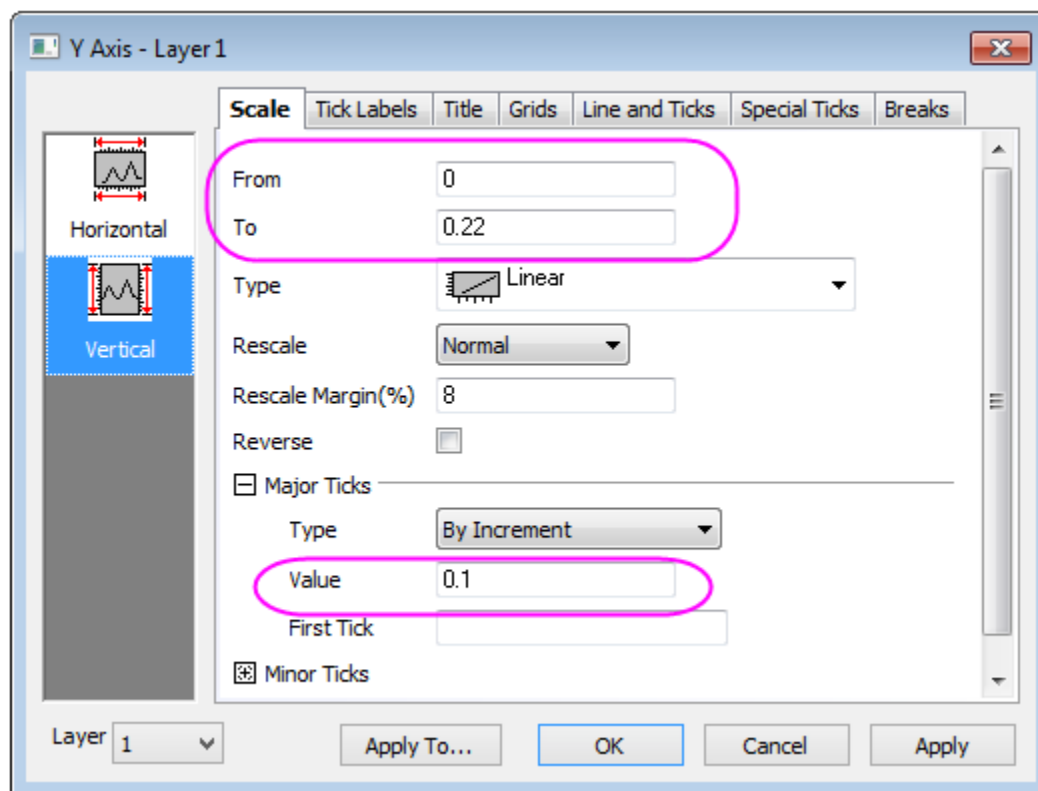 Y Axis - Layer 1
Scale Tick Labels Title Grids Line and Ticks Special Ticks Breaks
Horizontal
Vertical
From 0
To 0.22
Type Linear
Rescale Normal
Rescale Margin(%) 8
Reverse
Major Ticks
Type By Increment
Value 0.1
First Tick
Minor Ticks
Layer 1 Apply To... OK Cancel Apply